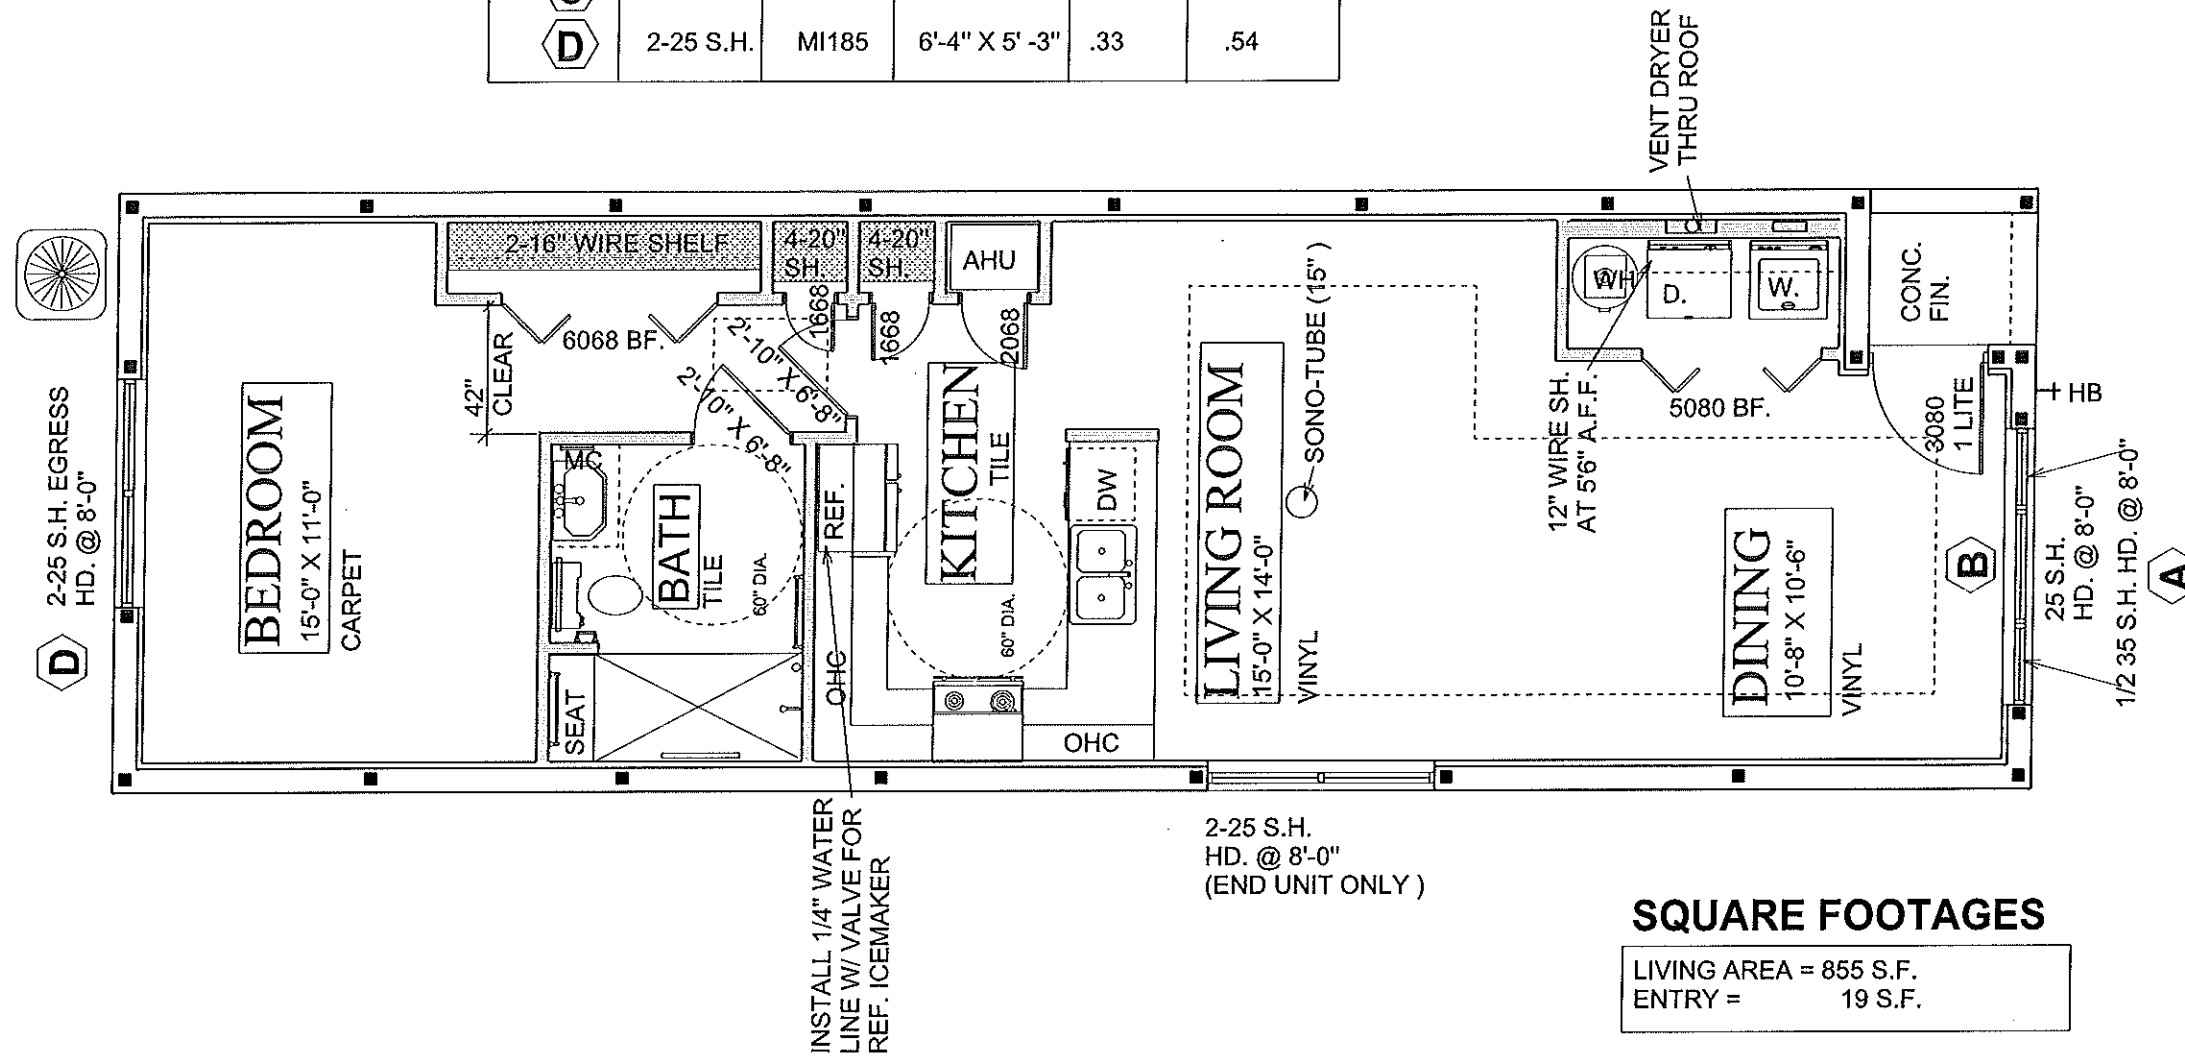 D 2-25 S.H. MI185 6'-4" X 5' -3" .33 .54
VENT DRYER
THRU ROOF
2-16" WIRE SHELF
4-20"
SH.
4-20"
SH.
AHU
WH
D.
W.
CONC.
FIN.
1668
1668
2068
6068 BF.
42"
CLEAR
2'-10" X 6'-8"
2'-10" X 6'-8"
SONO-TUBE (15")
12" WIRE SH.
AT 5'6" A.F.F.
5080 BF.
3080
1 LITE
HB
2-25 S.H. EGRESS
HD. @ 8'-0"
D
BEDROOM
15'-0" X 11'-0"
CARPET
MC
BATH
TILE
60" DIA.
SEAT
REF.
KITCHEN
TILE
60" DIA.
DW
OHC
OHC
LIVING ROOM
15'-0" X 14'-0"
VINYL
DINING
10'-8" X 10'-6"
VINYL
B
25 S.H.
HD. @ 8'-0"
1/2 35 S.H. HD. @ 8'-0"
A
INSTALL 1/4" WATER
LINE W/ VALVE FOR
REF. ICEMAKER
2-25 S.H.
HD. @ 8'-0"
(END UNIT ONLY )
SQUARE FOOTAGES
LIVING AREA = 855 S.F.
ENTRY = 19 S.F.